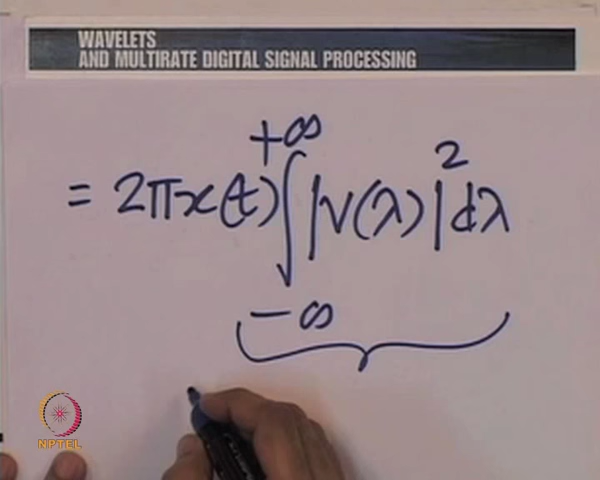 WAVELETS
AND MULTIRATE DIGITAL SIGNAL PROCESSING
= 2πx(t) ∫_{-∞}^{+∞} |v(λ)|² dλ
NPTEL